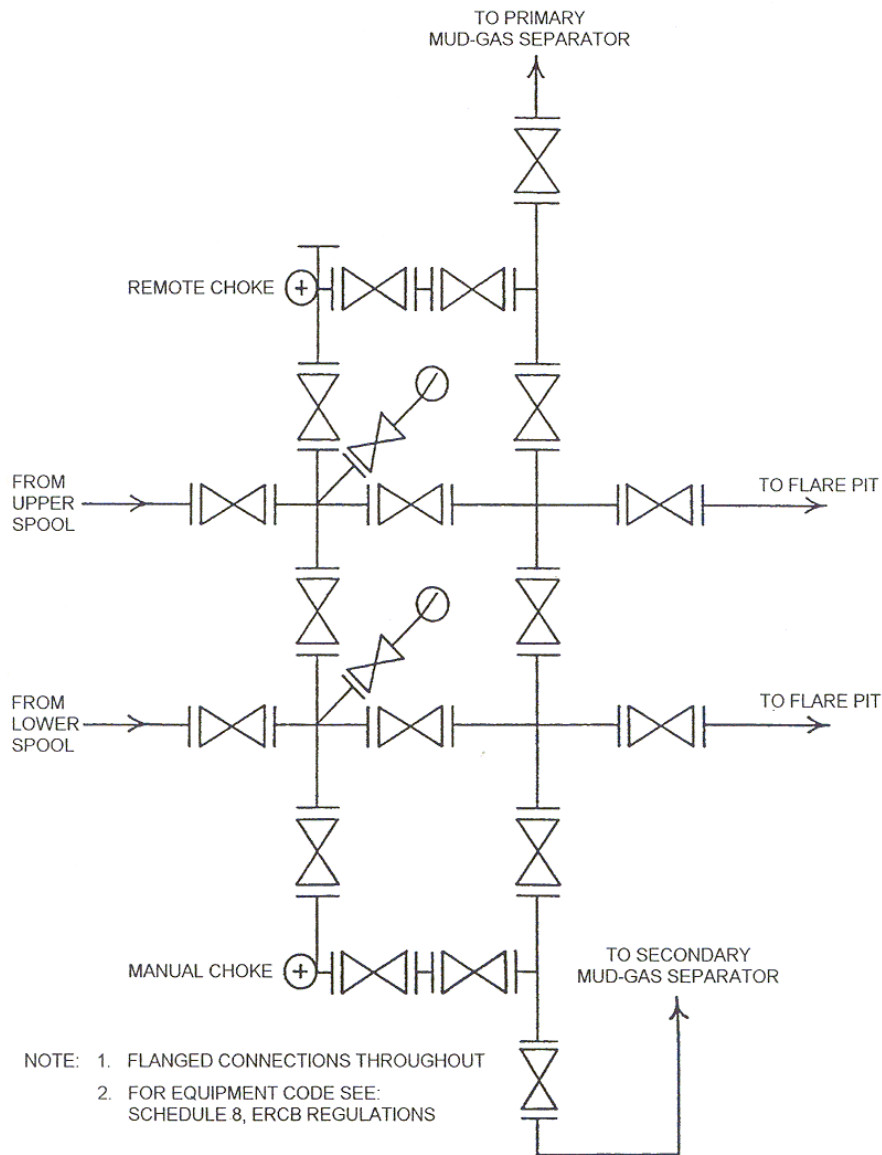 TO PRIMARY
MUD-GAS SEPARATOR
REMOTE CHOKE
FROM
UPPER
SPOOL
TO FLARE PIT
FROM
LOWER
SPOOL
TO FLARE PIT
MANUAL CHOKE
TO SECONDARY
MUD-GAS SEPARATOR
NOTE: 1. FLANGED CONNECTIONS THROUGHOUT
2. FOR EQUIPMENT CODE SEE:
SCHEDULE 8, ERCB REGULATIONS